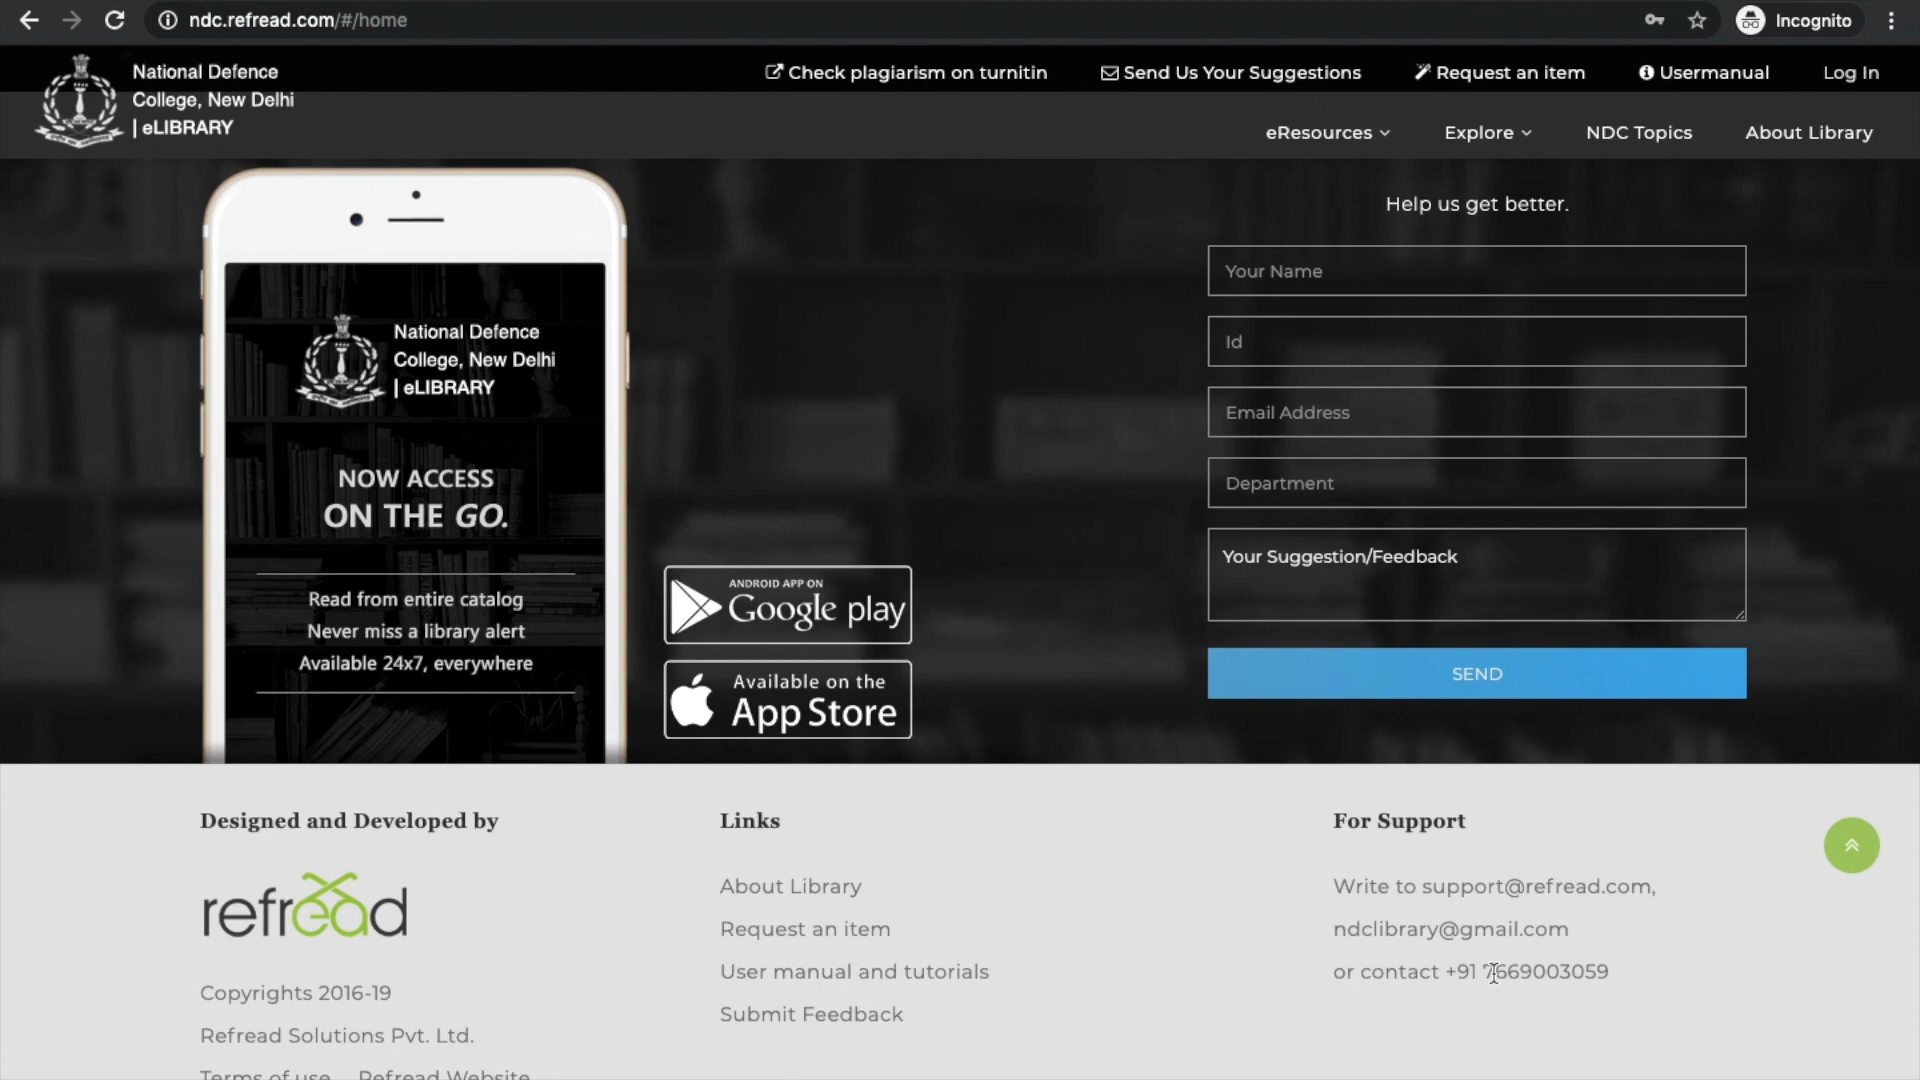 ndc.refread.com/#/home
Incognito
National Defence
College, New Delhi
| eLIBRARY
Check plagiarism on turnitin
Send Us Your Suggestions
Request an item
Usermanual
Log In
eResources
Explore
NDC Topics
About Library
National Defence
College, New Delhi
| eLIBRARY
NOW ACCESS
ON THE GO.
Read from entire catalog
Never miss a library alert
Available 24x7, everywhere
ANDROID APP ON
Google play
Available on the
App Store
Help us get better.
Your Name
Id
Email Address
Department
Your Suggestion/Feedback
SEND
Designed and Developed by
refread
Copyrights 2016-19
Refread Solutions Pvt. Ltd.
Terms of use
Refread Website
Links
About Library
Request an item
User manual and tutorials
Submit Feedback
For Support
Write to support@refread.com,
ndclibrary@gmail.com
or contact +91 7669003059